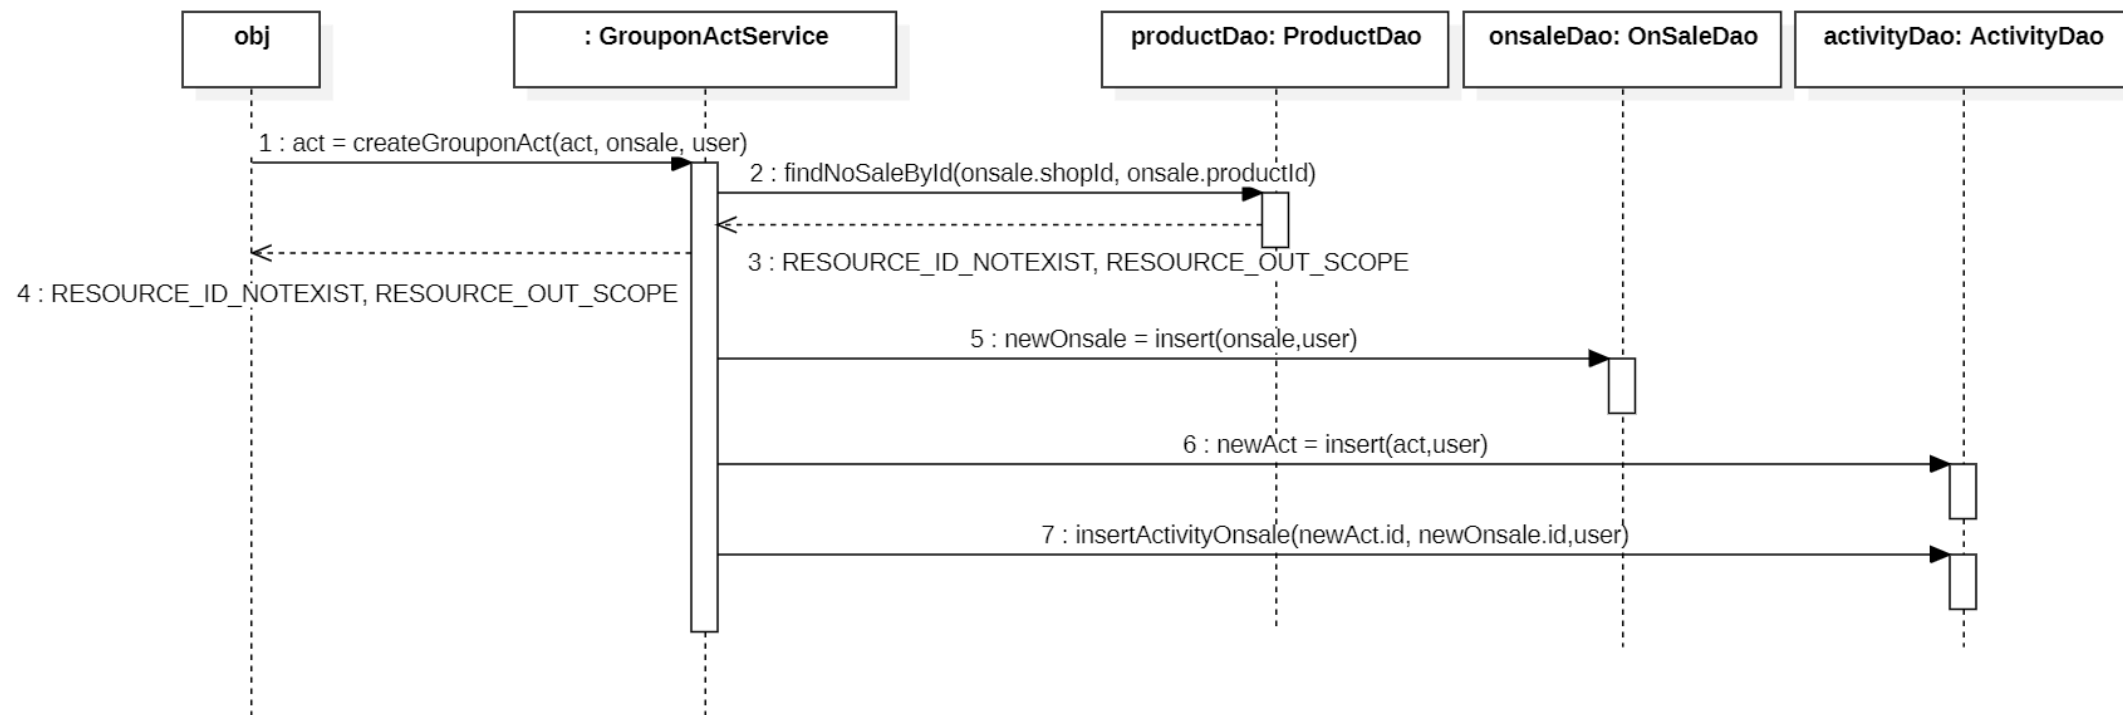 obj
: GrouponActService
productDao: ProductDao
onsaleDao: OnSaleDao
activityDao: ActivityDao
1 : act = createGrouponAct(act, onsale, user)
2 : findNoSaleById(onsale.shopId, onsale.productId)
3 : RESOURCE_ID_NOTEXIST, RESOURCE_OUT_SCOPE
4 : RESOURCE_ID_NOTEXIST, RESOURCE_OUT_SCOPE
5 : newOnsale = insert(onsale,user)
6 : newAct = insert(act,user)
7 : insertActivityOnsale(newAct.id, newOnsale.id,user)